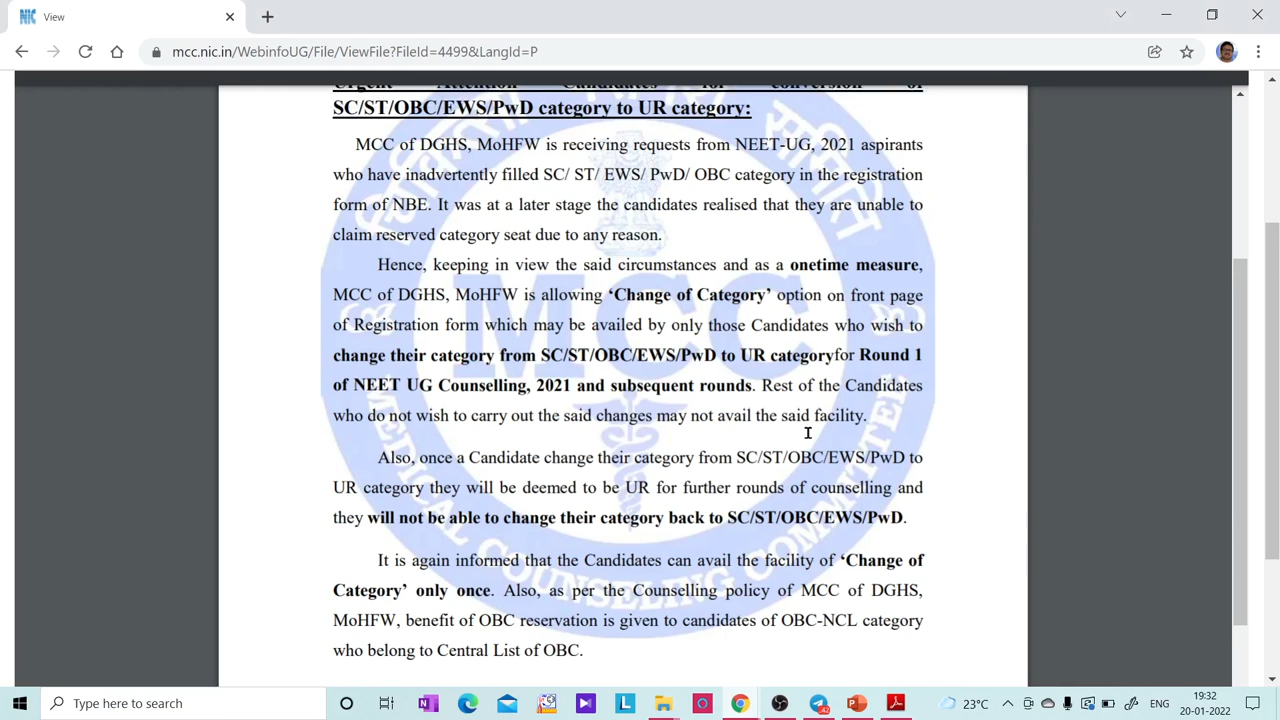 NIC
View
mcc.nic.in/WebinfoUG/File/ViewFile?FileId=4499&LangId=P
Urgent Attention Candidates for conversion of
SC/ST/OBC/EWS/PwD category to UR category:
MCC of DGHS, MoHFW is receiving requests from NEET-UG, 2021 aspirants
who have inadvertently filled SC/ ST/ EWS/ PwD/ OBC category in the registration
form of NBE. It was at a later stage the candidates realised that they are unable to
claim reserved category seat due to any reason.
Hence, keeping in view the said circumstances and as a onetime measure,
MCC of DGHS, MoHFW is allowing ‘Change of Category’ option on front page
of Registration form which may be availed by only those Candidates who wish to
change their category from SC/ST/OBC/EWS/PwD to UR categoryfor Round 1
of NEET UG Counselling, 2021 and subsequent rounds. Rest of the Candidates
who do not wish to carry out the said changes may not avail the said facility.
Also, once a Candidate change their category from SC/ST/OBC/EWS/PwD to
UR category they will be deemed to be UR for further rounds of counselling and
they will not be able to change their category back to SC/ST/OBC/EWS/PwD.
It is again informed that the Candidates can avail the facility of ‘Change of
Category’ only once. Also, as per the Counselling policy of MCC of DGHS,
MoHFW, benefit of OBC reservation is given to candidates of OBC-NCL category
who belong to Central List of OBC.
MCC
MEDICAL COUNSELING COMMITTEE
Type here to search
23°C
ENG
19:32
20-01-2022